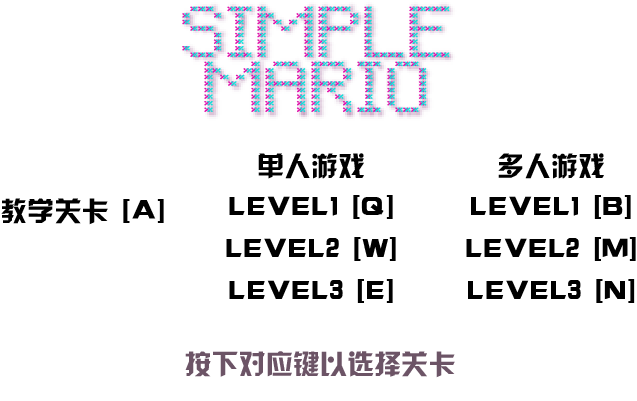 SIMPLE
MARIO
单人游戏
多人游戏
教学关卡 [A]
LEVEL1 [Q]
LEVEL1 [B]
LEVEL2 [W]
LEVEL2 [M]
LEVEL3 [E]
LEVEL3 [N]
按下对应键以选择关卡